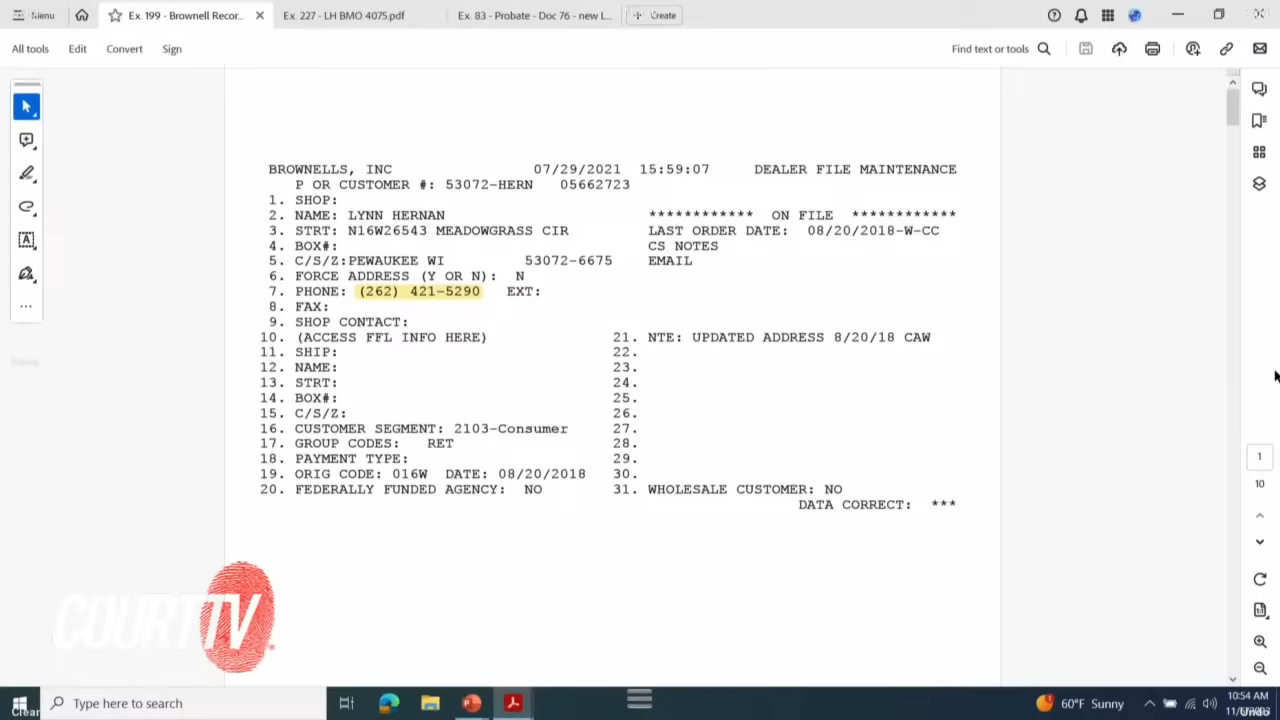 Menu
Ex. 199 - Brownell Recor...
Ex. 227 - LH BMO 4075.pdf
Ex. 83 - Probate - Doc 76 - new L...
Create
All tools
Edit
Convert
Sign
Find text or tools
BROWNELLS, INC 07/29/2021 15:59:07 DEALER FILE MAINTENANCE
P OR CUSTOMER #: 53072-HERN 05662723
1. SHOP:
2. NAME: LYNN HERNAN ************ ON FILE ************
3. STRT: N16W26543 MEADOWGRASS CIR LAST ORDER DATE: 08/20/2018-W-CC
4. BOX#: CS NOTES
5. C/S/Z:PEWAUKEE WI 53072-6675 EMAIL
6. FORCE ADDRESS (Y OR N): N
7. PHONE: (262) 421-5290 EXT:
8. FAX:
9. SHOP CONTACT:
10. (ACCESS FFL INFO HERE) 21. NTE: UPDATED ADDRESS 8/20/18 CAW
11. SHIP: 22.
12. NAME: 23.
13. STRT: 24.
14. BOX#: 25.
15. C/S/Z: 26.
16. CUSTOMER SEGMENT: 2103-Consumer 27.
17. GROUP CODES: RET 28.
18. PAYMENT TYPE: 29.
19. ORIG CODE: 016W DATE: 08/20/2018 30.
20. FEDERALLY FUNDED AGENCY: NO 31. WHOLESALE CUSTOMER: NO
DATA CORRECT: ***
1
10
COURT TV
Type here to search
60°F Sunny
10:54 AM
Clear
Undo